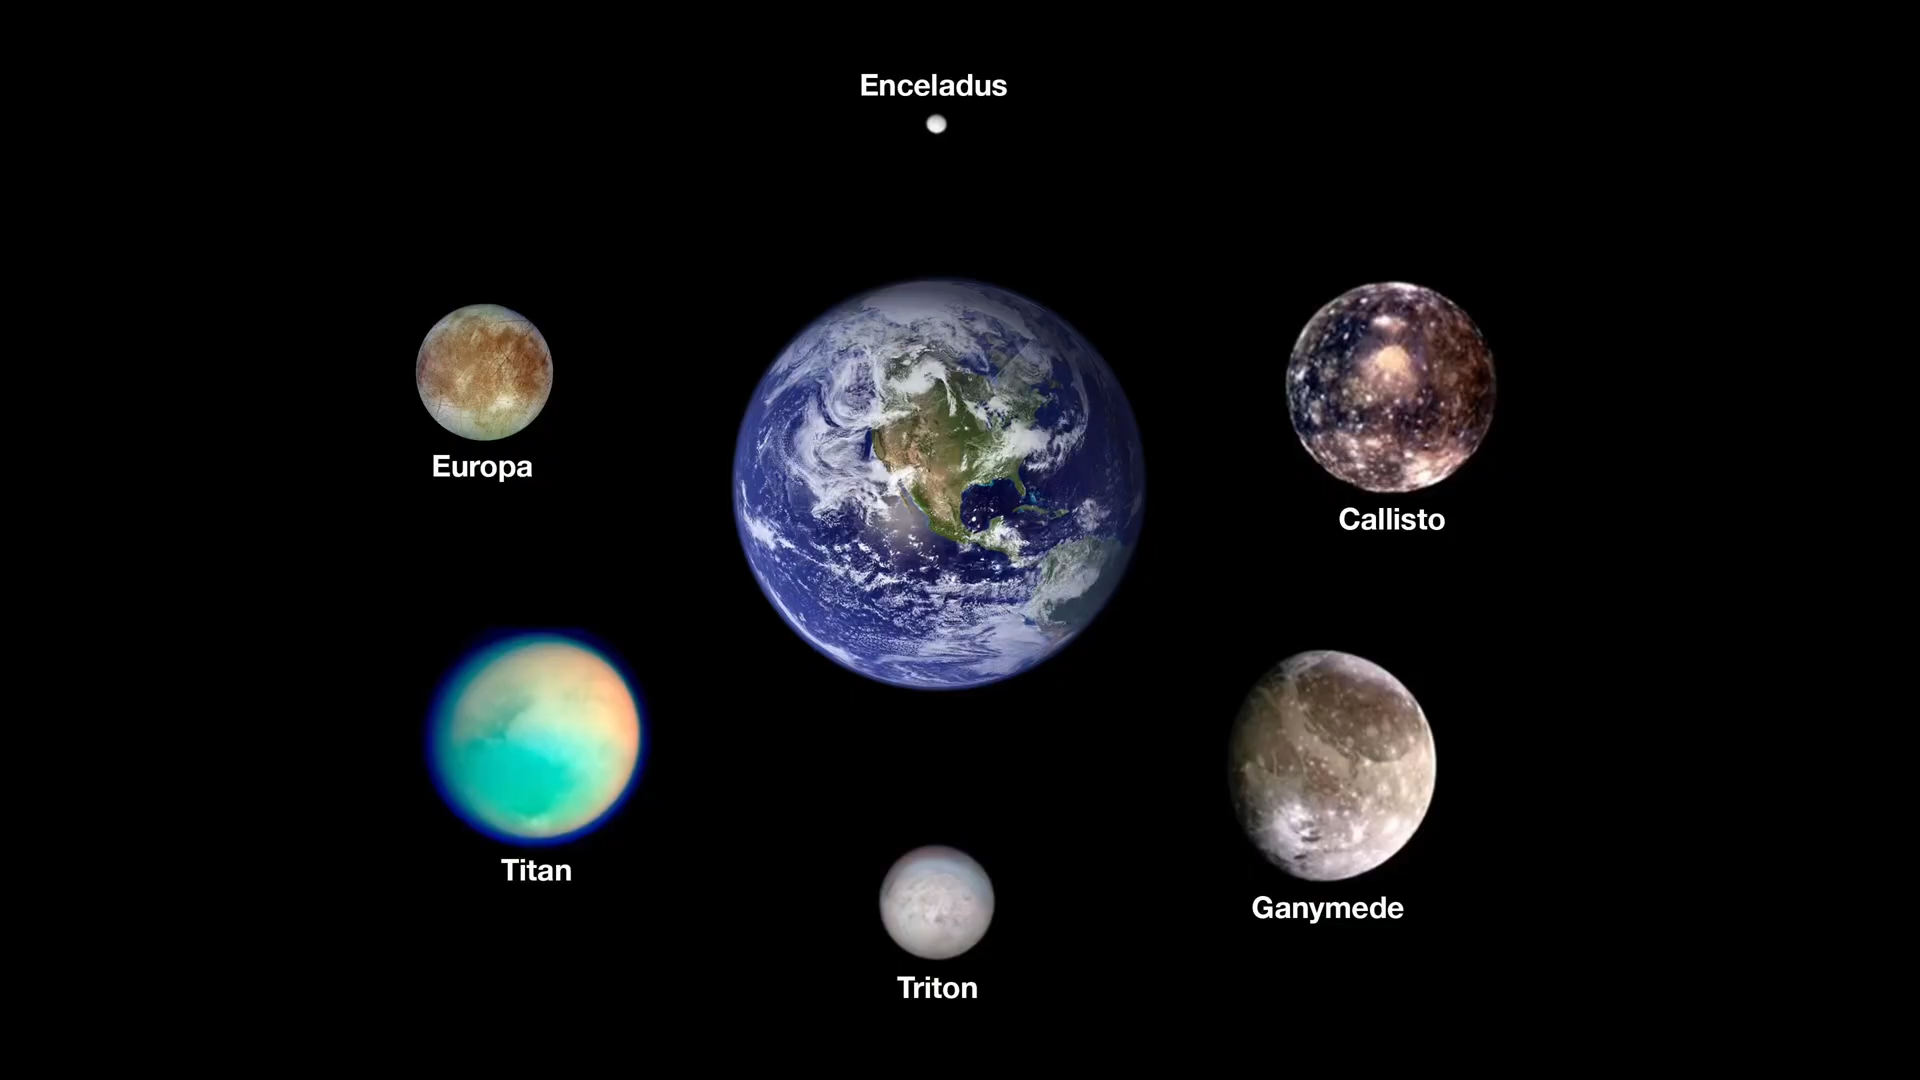 Enceladus
Europa
Callisto
Titan
Ganymede
Triton